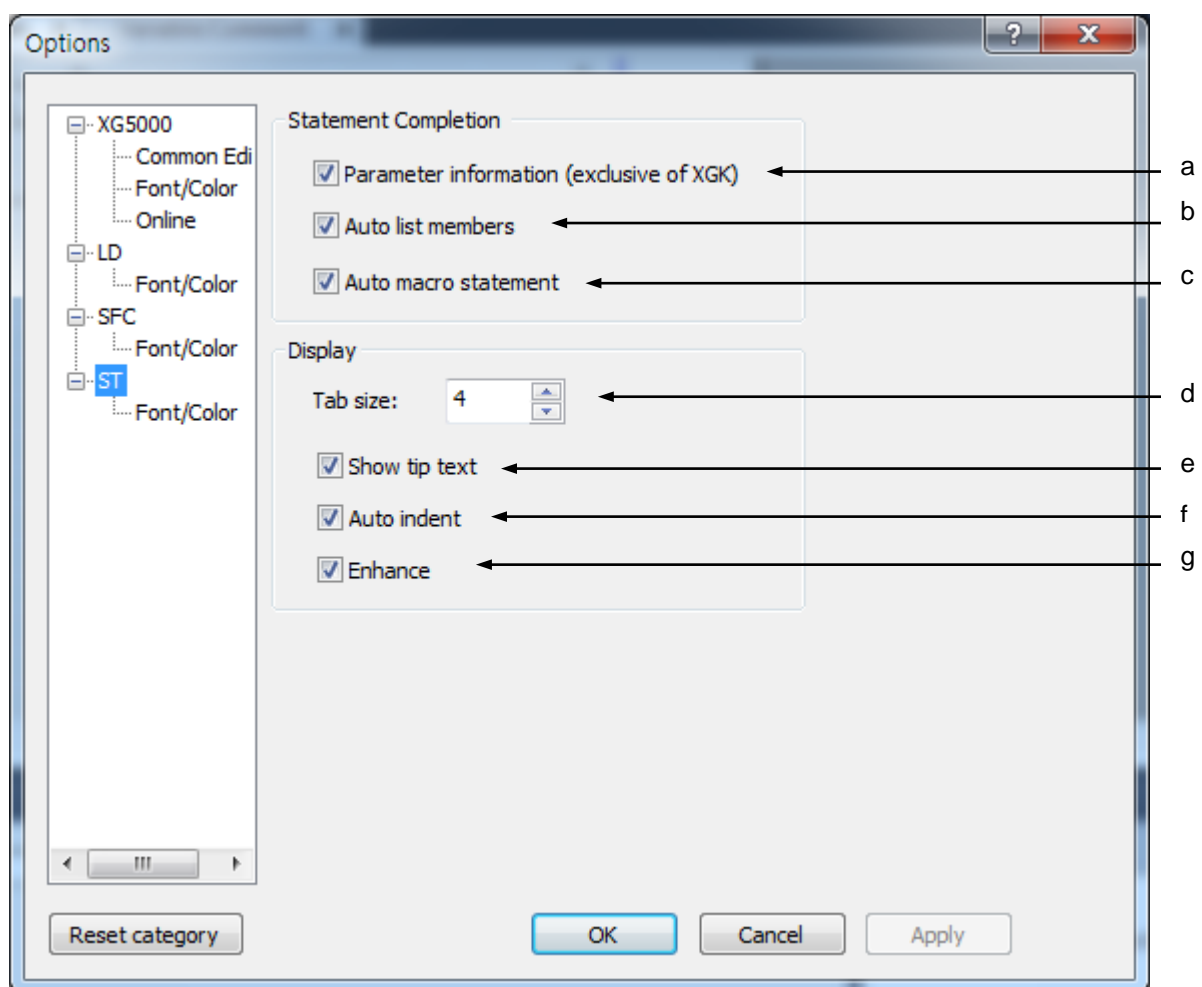 Options
?
X
XG5000
Common Edi
Font/Color
Online
LD
Font/Color
SFC
Font/Color
ST
Font/Color
Statement Completion
Parameter information (exclusive of XGK)
a
Auto list members
b
Auto macro statement
c
Display
Tab size:
4
d
Show tip text
e
Auto indent
f
Enhance
g
Reset category
OK
Cancel
Apply